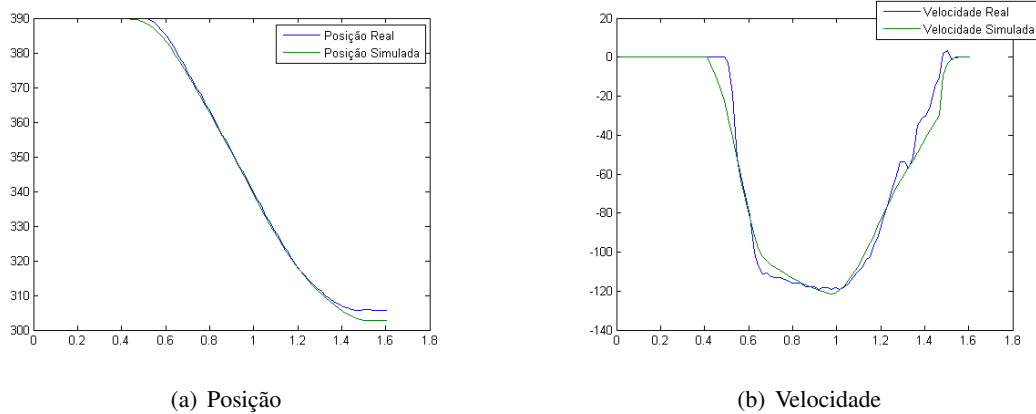 390
380
370
360
350
340
330
320
310
300
0 0.2 0.4 0.6 0.8 1 1.2 1.4 1.6 1.8
Posição Real
Posição Simulada
(a) Posição
20
0
-20
-40
-60
-80
-100
-120
-140
0 0.2 0.4 0.6 0.8 1 1.2 1.4 1.6 1.8
Velocidade Real
Velocidade Simulada
(b) Velocidade